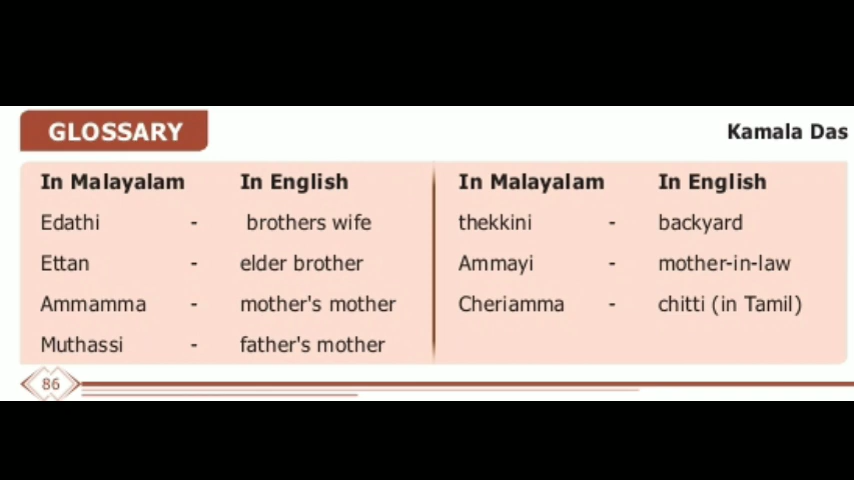 GLOSSARY
Kamala Das
In Malayalam In English
Edathi - brothers wife
Ettan - elder brother
Ammamma - mother's mother
Muthassi - father's mother
In Malayalam In English
thekkini - backyard
Ammayi - mother-in-law
Cheriamma - chitti (in Tamil)
86